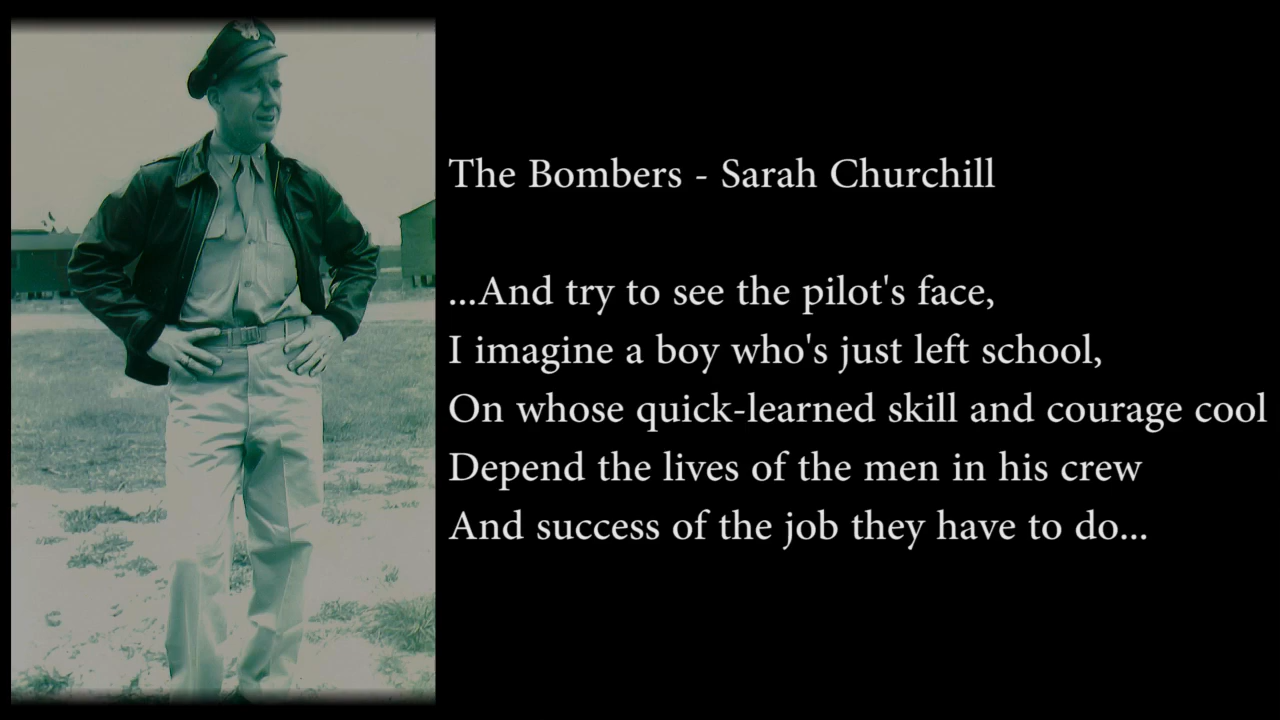 The Bombers - Sarah Churchill
...And try to see the pilot's face,
I imagine a boy who's just left school,
On whose quick-learned skill and courage cool
Depend the lives of the men in his crew
And success of the job they have to do...